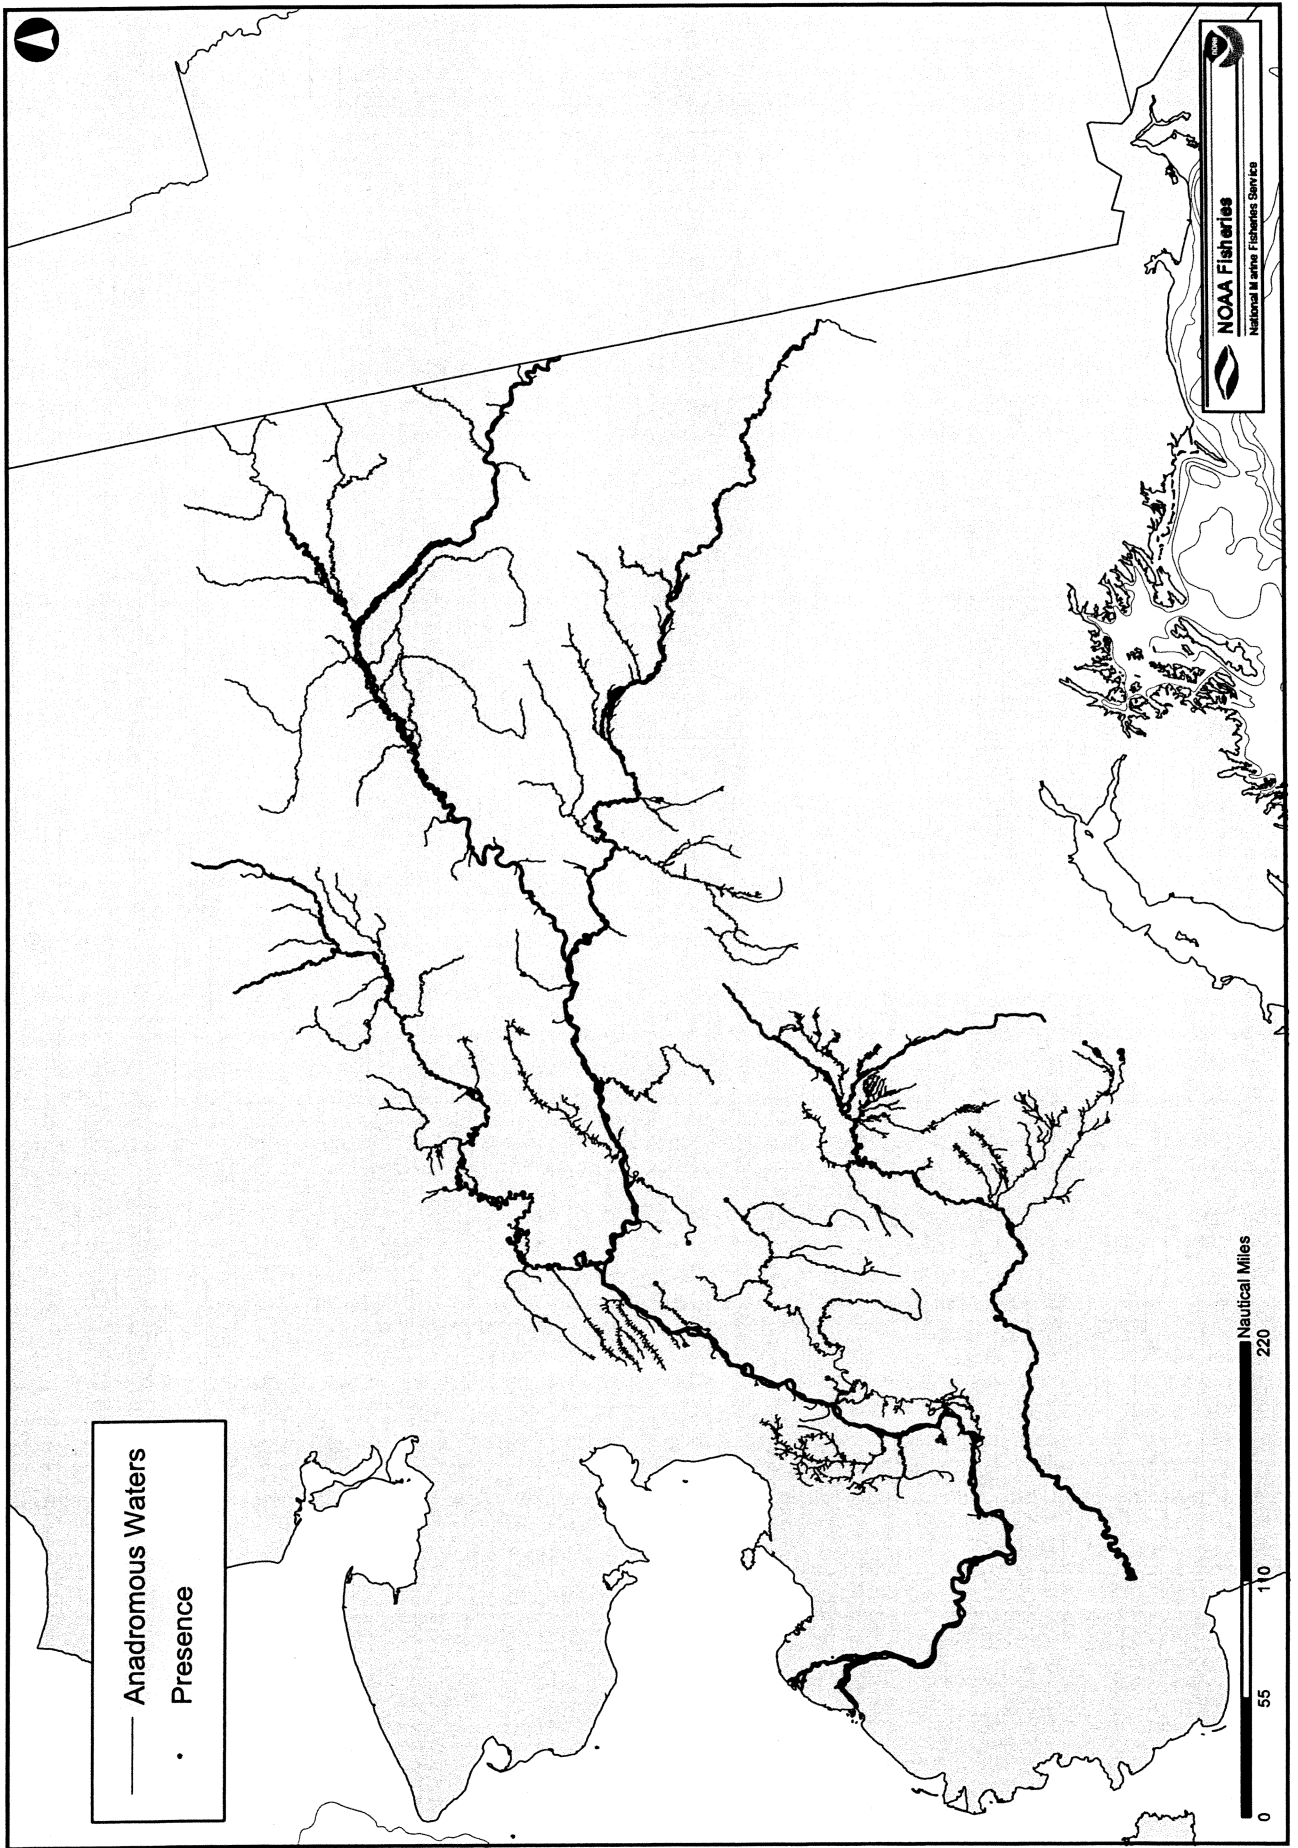 Anadromous Waters
Presence
NOAA
NOAA Fisheries
National Marine Fisheries Service
Nautical Miles
0 55 110 220